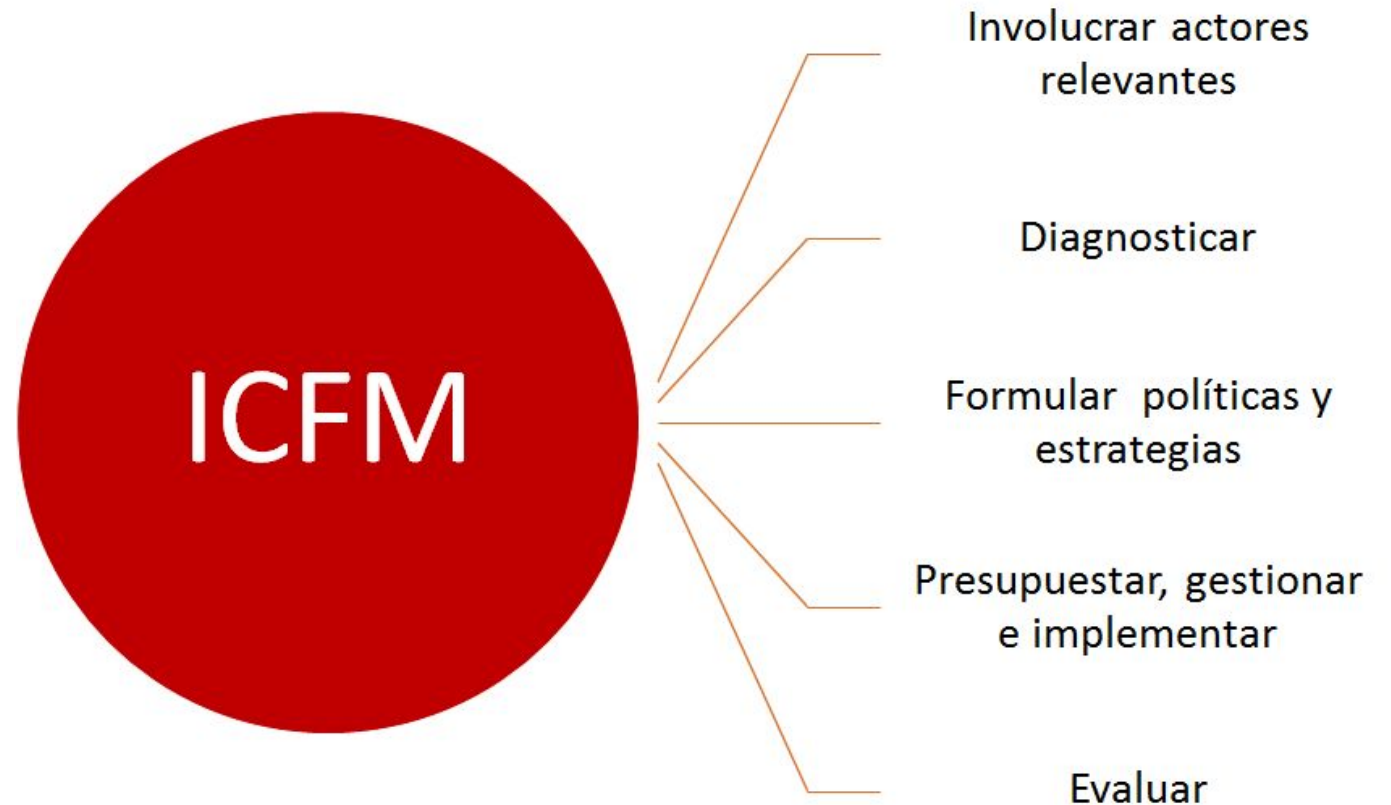 ICFM
Involucrar actores
relevantes
Diagnosticar
Formular políticas y
estrategias
Presupuestar, gestionar
e implementar
Evaluar